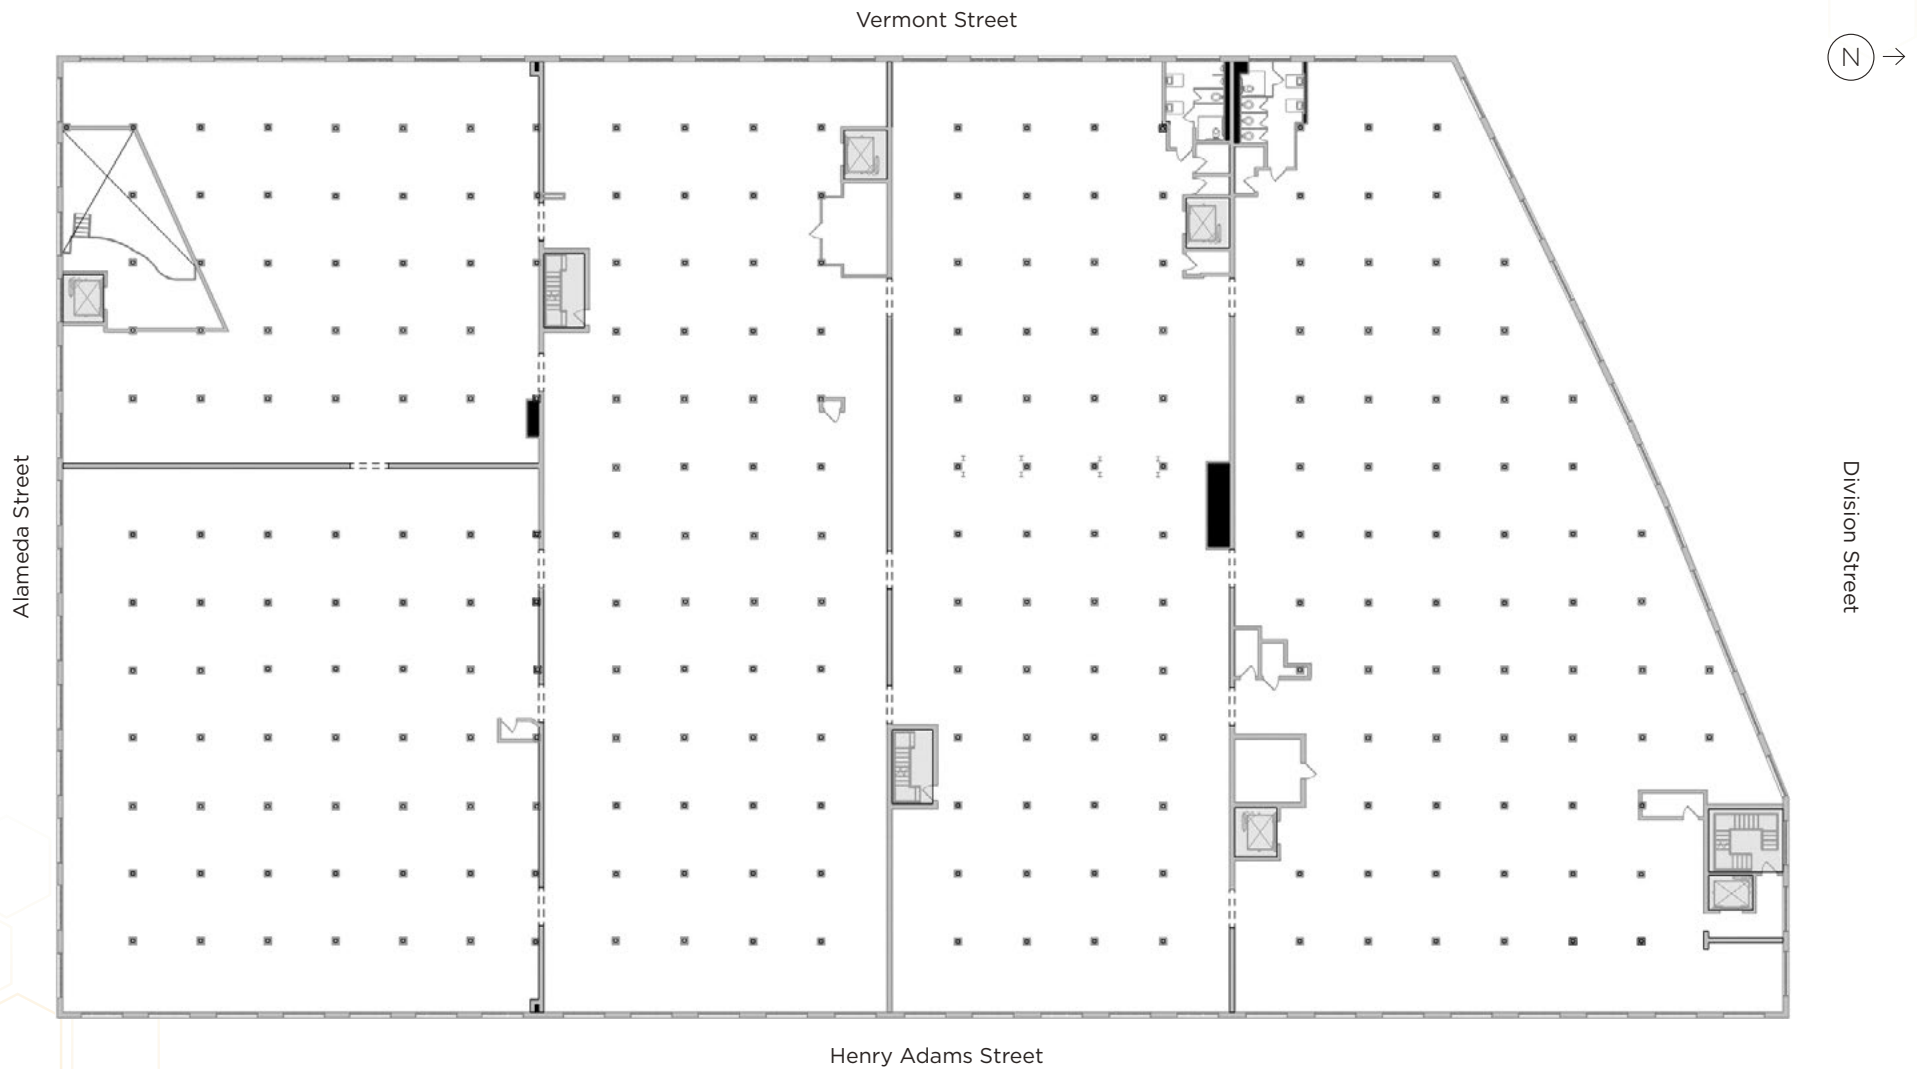 Vermont Street
N
Alameda Street
Division Street
Henry Adams Street